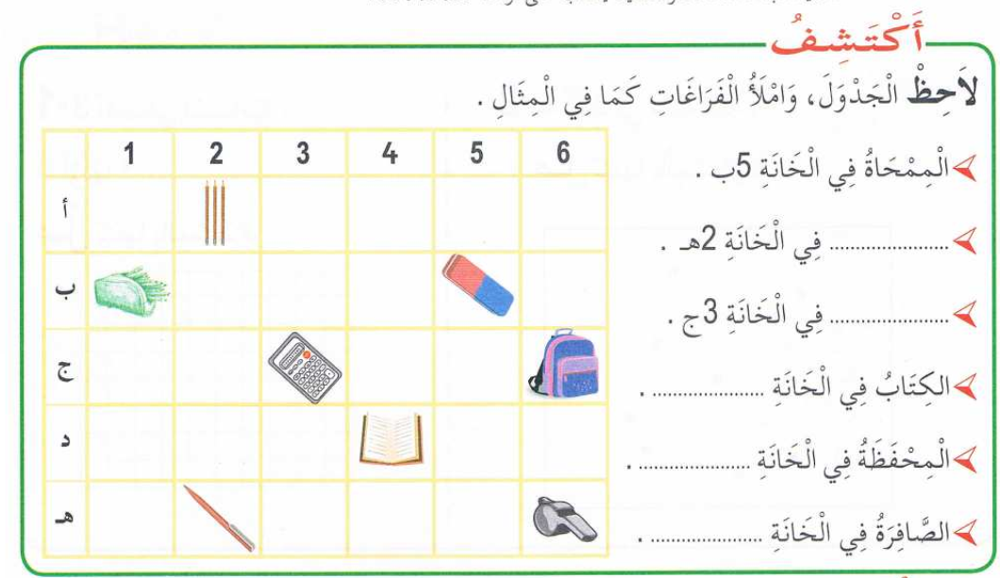 أَكْتَشِفُ
لاَحِظْ الْجَدْوَلَ، وَامْلَأُ الْفَرَاغَاتِ كَمَا فِي الْمِثَالِ .
1 2 3 4 5 6
أ
ب
ج
د
هـ
الْمِمْحَاةُ فِي الْخَانَةِ 5ب .
........................ فِي الْخَانَةِ 2هـ .
........................ فِي الْخَانَةِ 3ج .
الكِتَابُ فِي الْخَانَةِ ...................... .
الْمِحْفَظَةُ فِي الْخَانَةِ ...................... .
الصَّافِرَةُ فِي الْخَانَةِ ...................... .